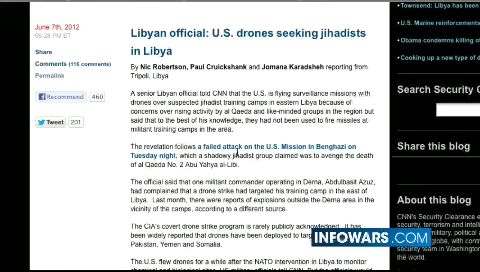 June 7th, 2012
06:28 PM ET
Share
Comments (116 comments)
Permalink
Recommend 460
Tweet 201
Libyan official: U.S. drones seeking jihadists
in Libya
By Nic Robertson, Paul Cruickshank and Jomana Karadsheh reporting from
Tripoli, Libya
A senior Libyan official told CNN that the U.S. is flying surveillance missions with
drones over suspected jihadist training camps in eastern Libya because of
concerns over rising activity by al Qaeda and like-minded groups in the region but
said that to the best of his knowledge, they had not been used to fire missiles at
militant training camps in the area.
The revelation follows a failed attack on the U.S. Mission in Benghazi on
Tuesday night, which a shadowy jihadist group claimed was to avenge the death
of al Qaeda No. 2 Abu Yahya al-Libi.
The official said that one militant commander operating in Derna, Abdulbasit Azuz,
had complained that a drone strike had targeted his training camp in the east of
Libya. Last month, there were reports of explosions outside the Derna area in the
vicinity of the camps, according to a different source.
The CIA's covert drone program is rarely publicly acknowledged. It has
been widely reported that drones have been deployed to
Pakistan, Yemen and Somalia.
The U.S. flew drones for a while after the NATO intervention in Libya to monitor
Townsend: Libya has been
U.S. Marine reinforcements
Obama condemns killing of
Cooking up a new type of
Search Security
Share this blog
About this blog
CNN's Security Clearance
security, terrorism and
military, political
globe, with
security team in Washington
the world.
INFOWARS.COM